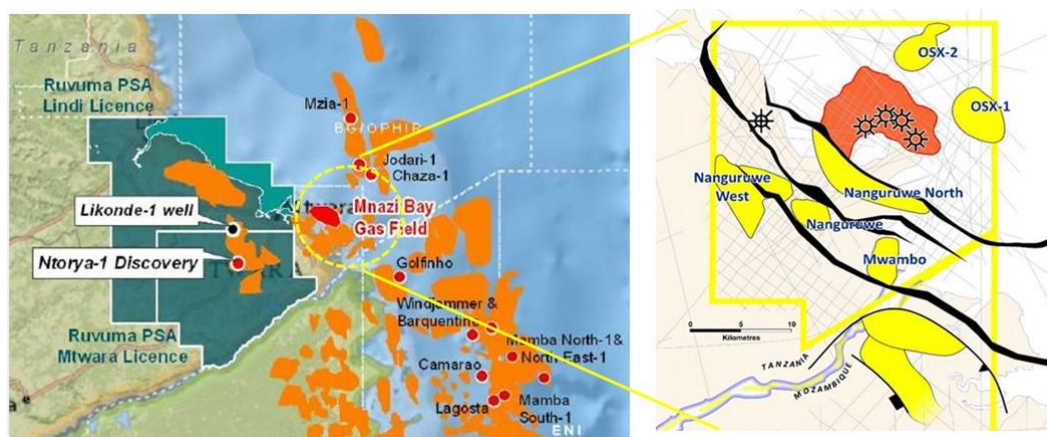 Tanzania
Ruvuma PSA
Lindi Licence
Mzia-1
Jodari-1
Chaza-1
Likonde-1 well
Mnazi Bay
Gas Field
Ntorya-1 Discovery
Golfinho
Windjammer &
Barquentine
Ruvuma PSA
Mtwara Licence
Mamba North-1&
North East-1
Camarao
Lagosta
Mamba
South-1
ENI
OSX-2
OSX-1
Nanguruwe
West
Nanguruwe North
Nanguruwe
Mwambo
0 5 10
Kilometres
TANZANIA
MOZAMBIQUE